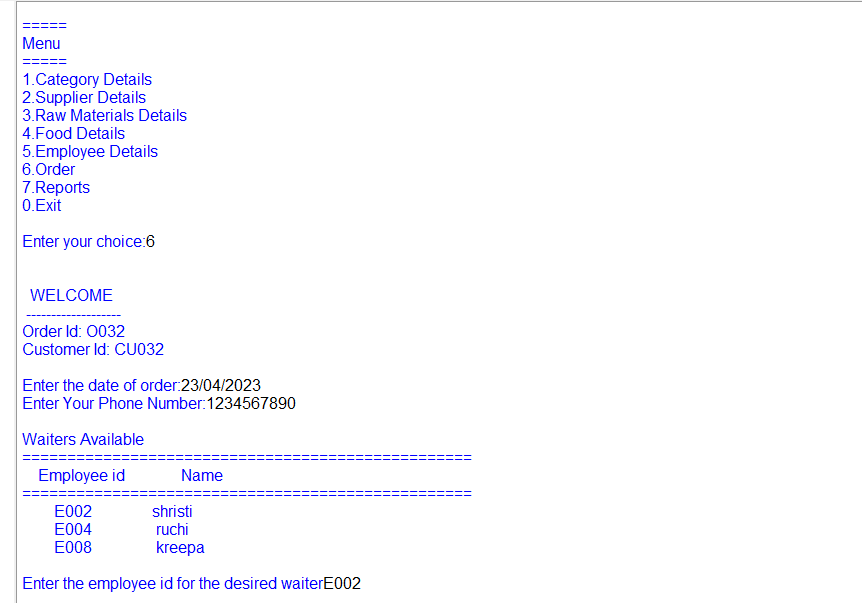 =====
Menu
=====
1.Category Details
2.Supplier Details
3.Raw Materials Details
4.Food Details
5.Employee Details
6.Order
7.Reports
0.Exit
Enter your choice:6
WELCOME
-------------------
Order Id: O032
Customer Id: CU032
Enter the date of order:23/04/2023
Enter Your Phone Number:1234567890
Waiters Available
==================================================
Employee id Name
==================================================
E002 shristi
E004 ruchi
E008 kreepa
Enter the employee id for the desired waiterE002